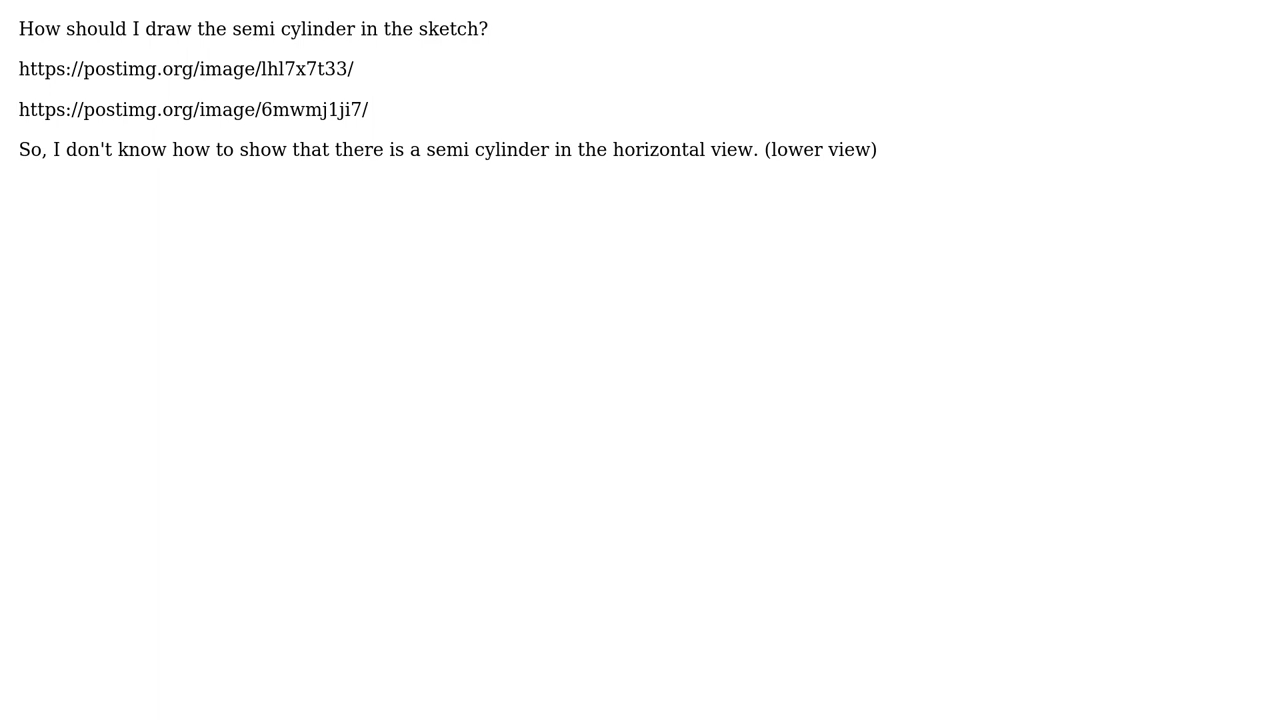 How should I draw the semi cylinder in the sketch?
https://postimg.org/image/lhl7x7t33/
https://postimg.org/image/6mwmj1ji7/
So, I don't know how to show that there is a semi cylinder in the horizontal view. (lower view)